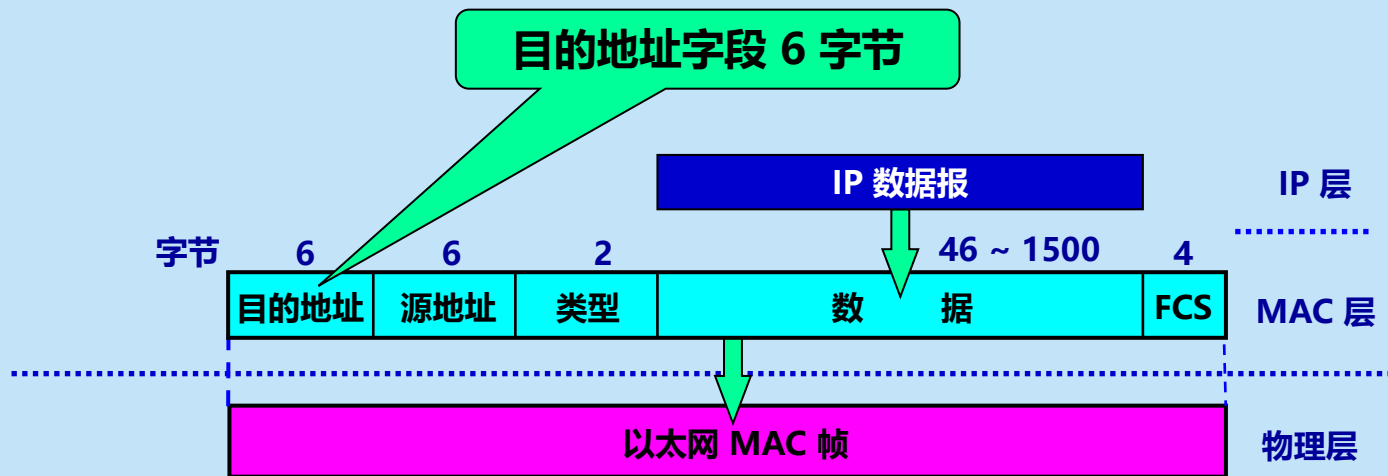 目的地址字段 6 字节
IP 数据报
IP 层
字节 6 6 2 46 ~ 1500 4
目的地址 源地址 类型 数 据 FCS MAC 层
以太网 MAC 帧
物理层